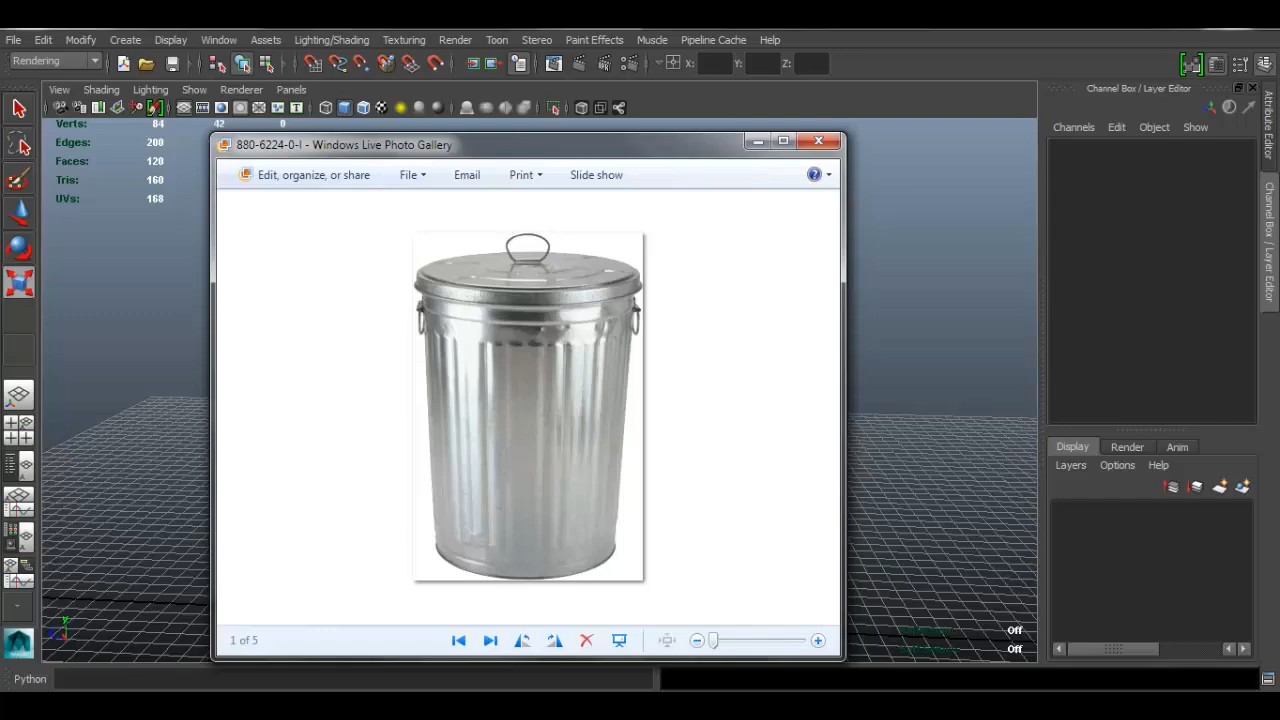 File Edit Modify Create Display Window Assets Lighting/Shading Texturing Render Toon Stereo Paint Effects Muscle Pipeline Cache Help
Rendering X: Y: Z:
View Shading Lighting Show Renderer Panels
Channel Box / Layer Editor
Channels Edit Object Show
Verts: 84 42 0
Edges: 200
Faces: 120
Tris: 160
UVs: 168
880-6224-0-I - Windows Live Photo Gallery
Edit, organize, or share File Email Print Slide show
1 of 5
Attribute Editor
Channel Box / Layer Editor
Display Render Anim
Layers Options Help
Off
Off
Python